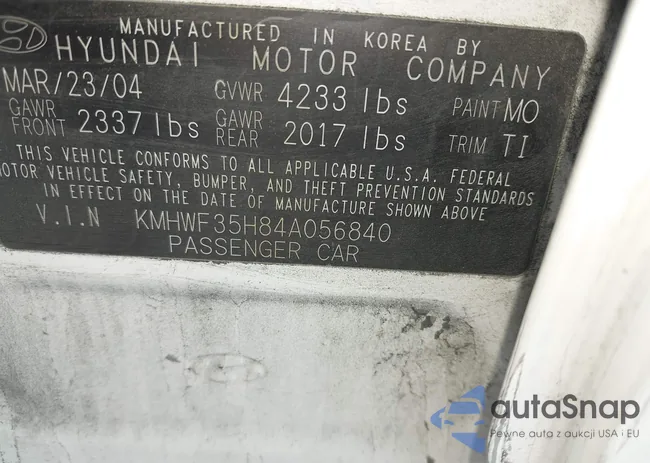 MANUFACTURED IN KOREA BY
HYUNDAI MOTOR COMPANY
MAR/23/04 GVWR 4233 lbs PAINT MO
GAWR FRONT 2337 lbs GAWR REAR 2017 lbs TRIM TI
THIS VEHICLE CONFORMS TO ALL APPLICABLE U.S.A. FEDERAL
MOTOR VEHICLE SAFETY, BUMPER, AND THEFT PREVENTION STANDARDS
IN EFFECT ON THE DATE OF MANUFACTURE SHOWN ABOVE
V.I.N KMHWF35H84A056840
PASSENGER CAR
autaSnap
Pewne auta z aukcji USA i EU